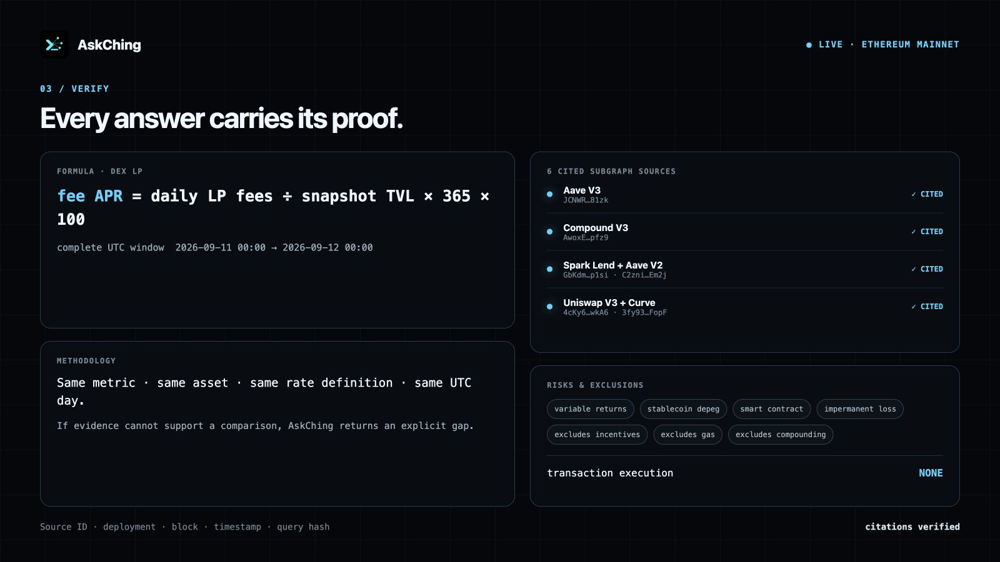 AskChing
LIVE · ETHEREUM MAINNET
03 / VERIFY
Every answer carries its proof.
FORMULA · DEX LP
fee APR = daily LP fees ÷ snapshot TVL × 365 ×
100
complete UTC window 2026-09-11 00:00 → 2026-09-12 00:00
METHODOLOGY
Same metric · same asset · same rate definition · same UTC
day.
If evidence cannot support a comparison, AskChing returns an explicit gap.
6 CITED SUBGRAPH SOURCES
Aave V3
JCNWR…81zk
✓ CITED
Compound V3
AwoxE…pfz9
✓ CITED
Spark Lend + Aave V2
GbKdm…p1si · C2zni…Em2j
✓ CITED
Uniswap V3 + Curve
4cKy6…wkA6 · 3fy93…FopF
✓ CITED
RISKS & EXCLUSIONS
variable returns stablecoin depeg smart contract impermanent loss
excludes incentives excludes gas excludes compounding
transaction execution NONE
Source ID · deployment · block · timestamp · query hash
citations verified